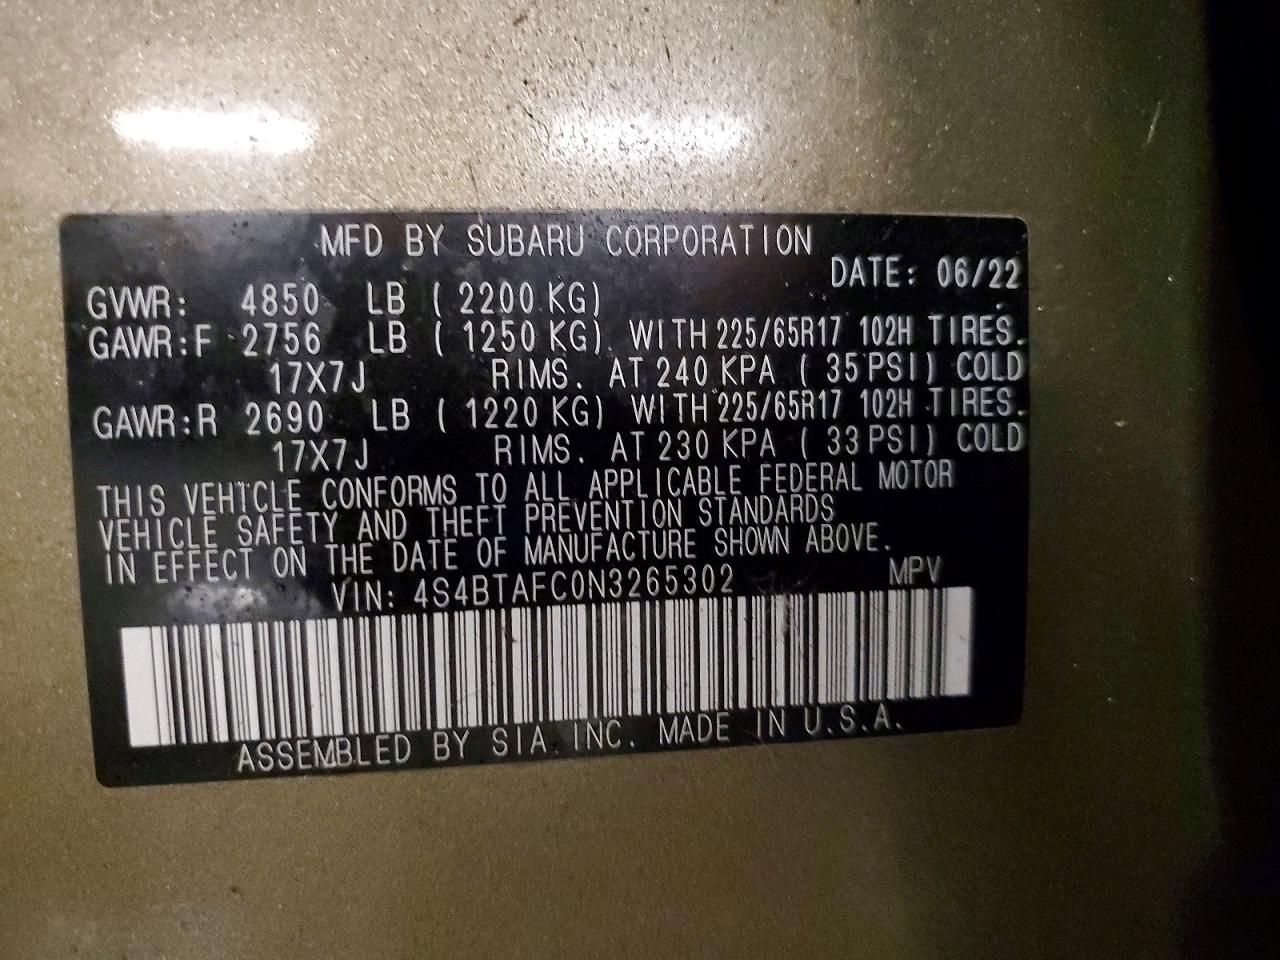 MFD BY SUBARU CORPORATION
DATE: 06/22
GVWR: 4850 LB ( 2200 KG)
GAWR:F 2756 LB ( 1250 KG) WITH 225/65R17 102H TIRES.
17X7J RIMS. AT 240 KPA ( 35 PSI) COLD
GAWR:R 2690 LB ( 1220 KG) WITH 225/65R17 102H TIRES.
17X7J RIMS. AT 230 KPA ( 33 PSI) COLD
THIS VEHICLE CONFORMS TO ALL APPLICABLE FEDERAL MOTOR
VEHICLE SAFETY AND THEFT PREVENTION STANDARDS
IN EFFECT ON THE DATE OF MANUFACTURE SHOWN ABOVE.
VIN: 4S4BTAFC0N3265302 MPV
ASSEMBLED BY SIA.INC. MADE IN U.S.A.